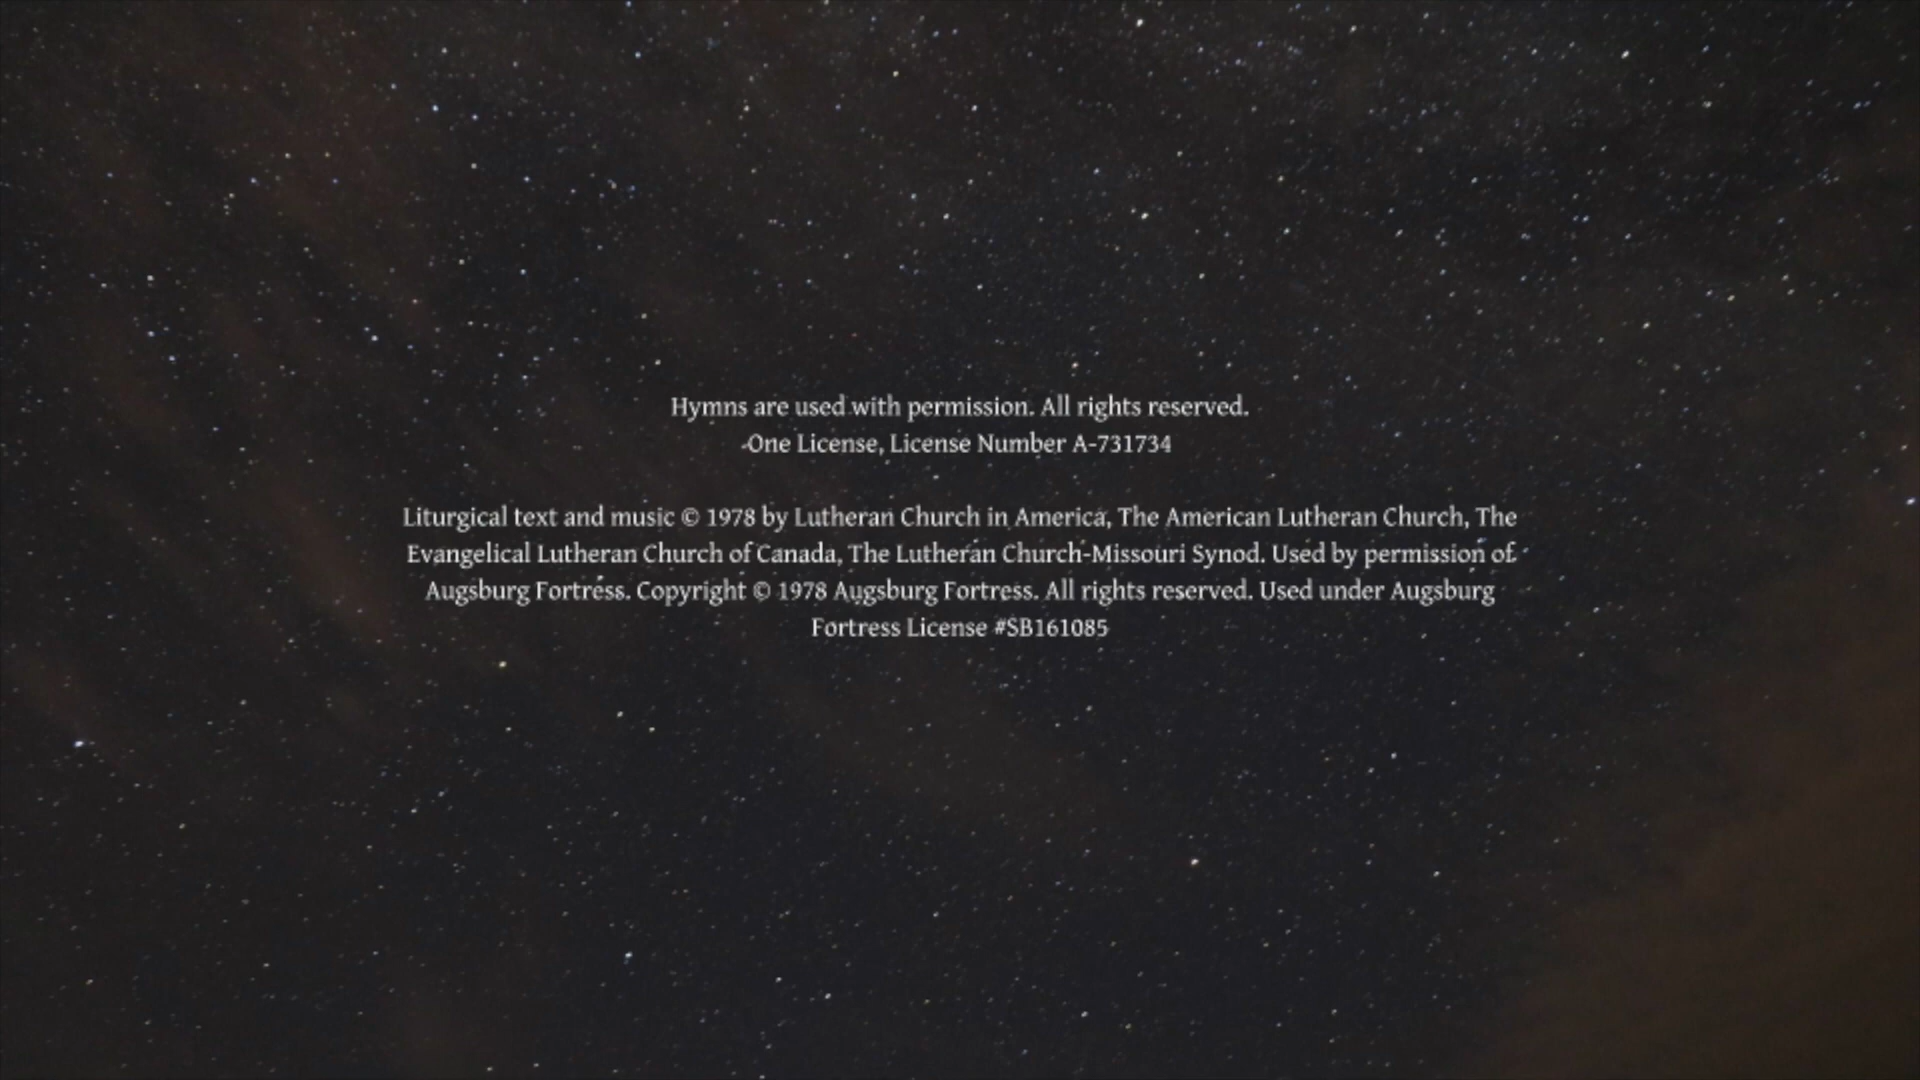 Hymns are used with permission. All rights reserved.
-One License, License Number A-731734
Liturgical text and music © 1978 by Lutheran Church in America, The American Lutheran Church, The
Evangelical Lutheran Church of Canada, The Lutheran Church-Missouri Synod. Used by permission of
Augsburg Fortress. Copyright © 1978 Augsburg Fortress. All rights reserved. Used under Augsburg
Fortress License #SB161085